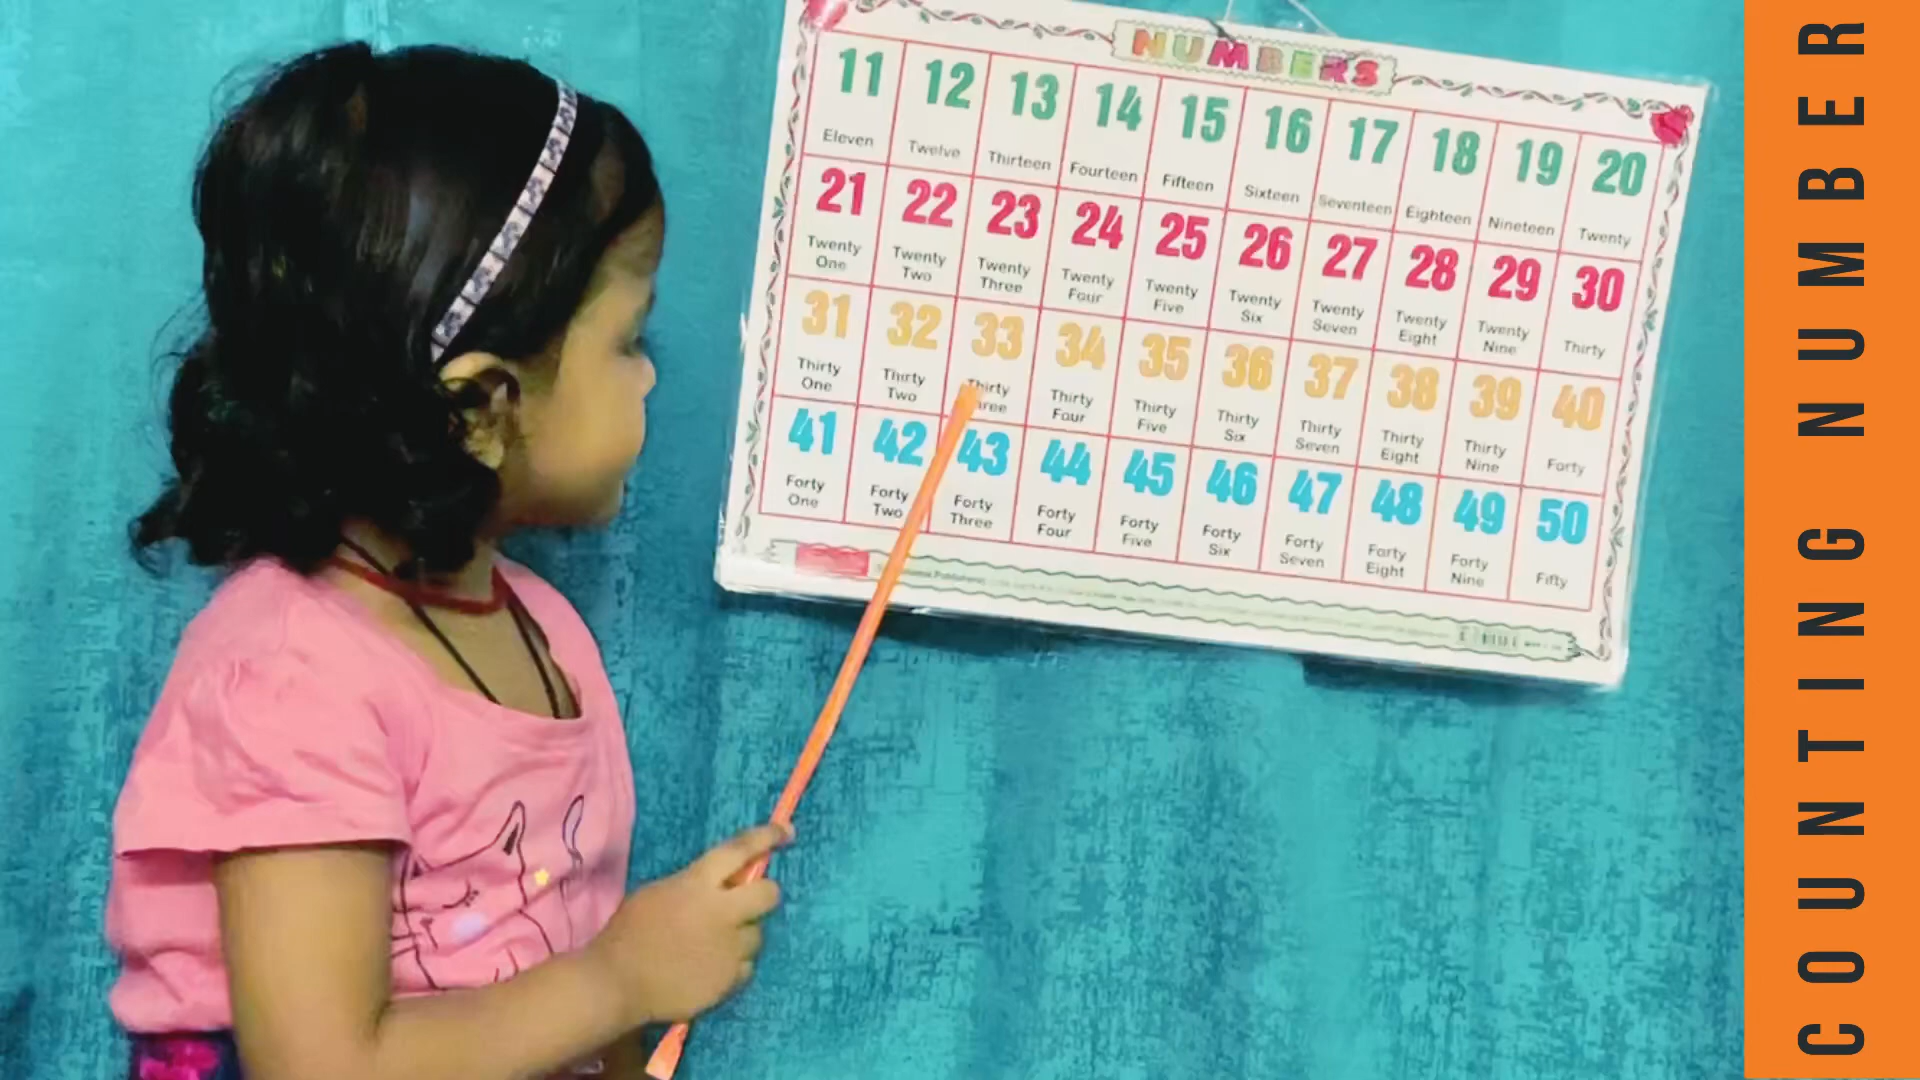 NUMBERS
11 12 13 14 15 16 17 18 19 20
Eleven Twelve Thirteen Fourteen Fifteen Sixteen Seventeen Eighteen Nineteen Twenty
21 22 23 24 25 26 27 28 29 30
Twenty One Twenty Two Twenty Three Twenty Four Twenty Five Twenty Six Twenty Seven Twenty Eight Twenty Nine Thirty
31 32 33 34 35 36 37 38 39 40
Thirty One Thirty Two Thirty Three Thirty Four Thirty Five Thirty Six Thirty Seven Thirty Eight Thirty Nine Forty
41 42 43 44 45 46 47 48 49 50
Forty One Forty Two Forty Three Forty Four Forty Five Forty Six Forty Seven Forty Eight Forty Nine Fifty
COUNTING NUMBER